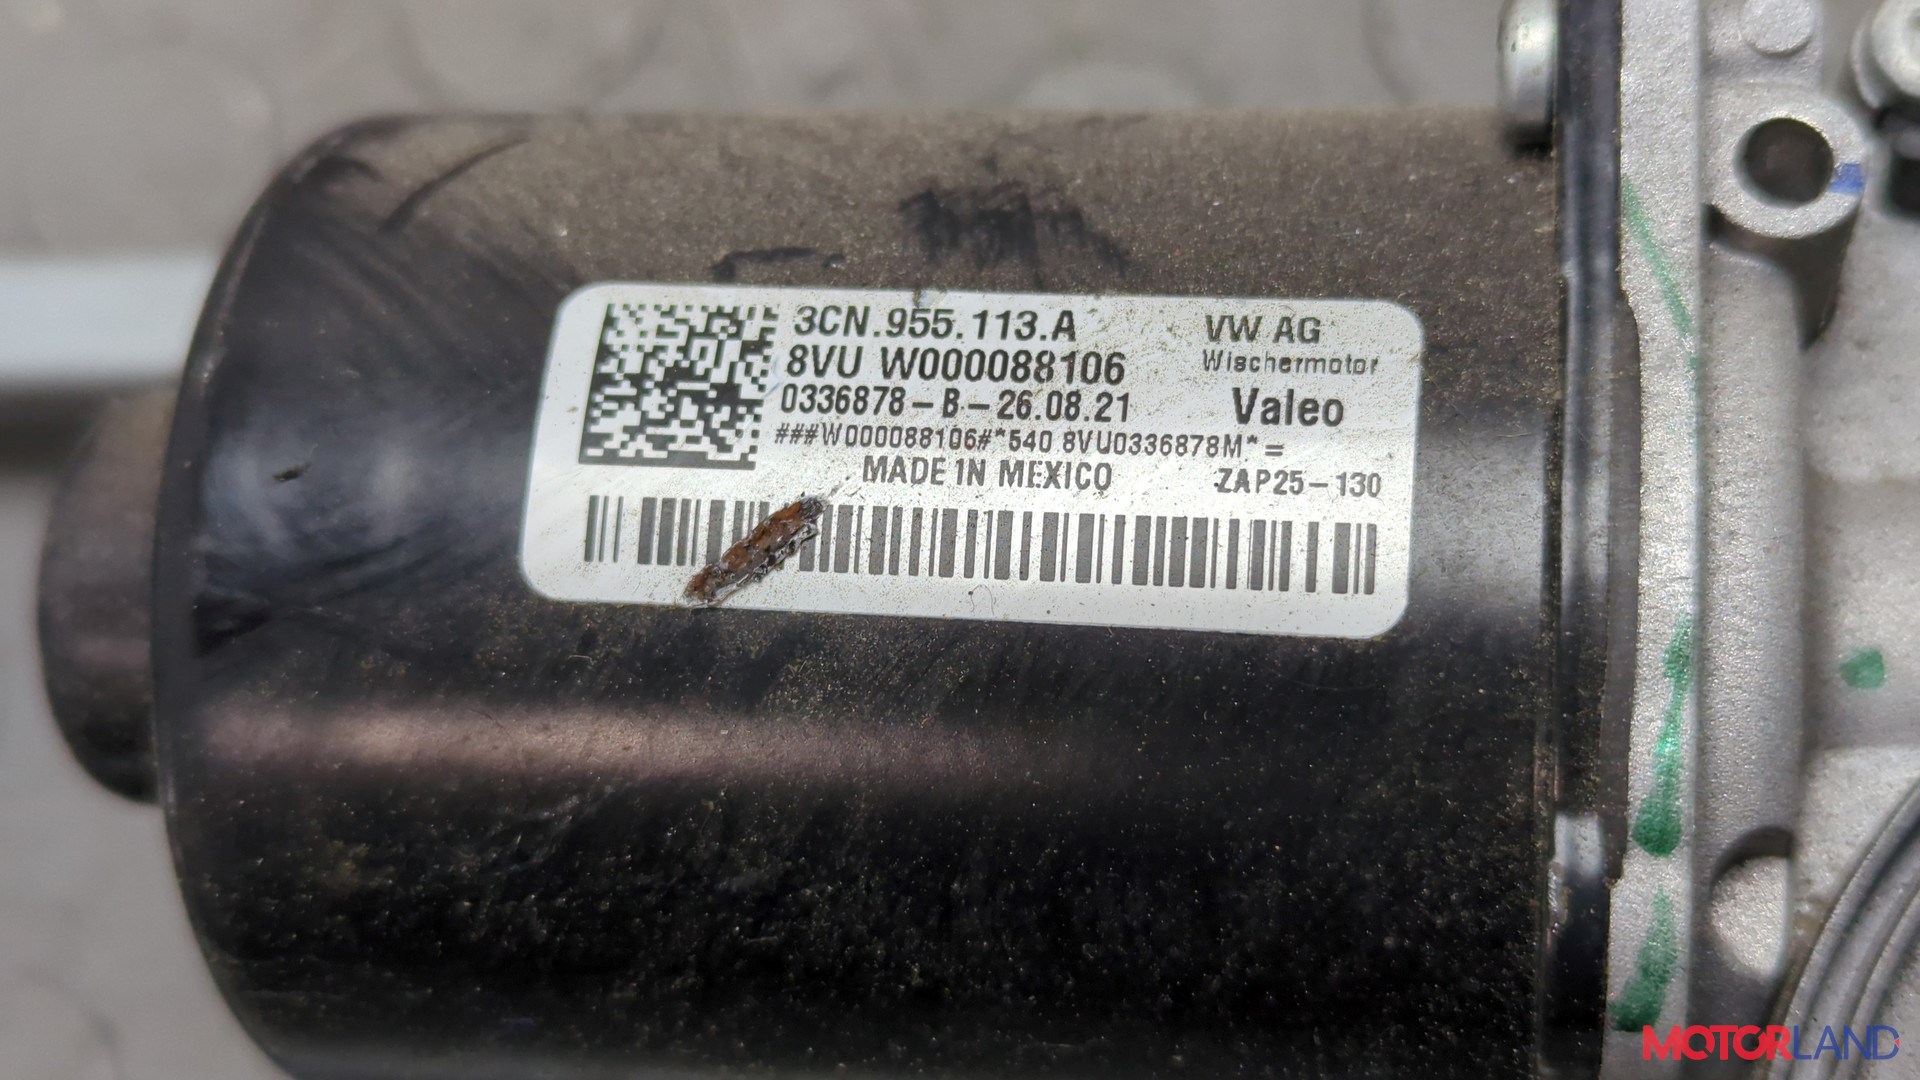 3CN.955.113.A
VW AG
8VU W000088106
Wischermotor
0336878-B-26.08.21
Valeo
###W000088106#*540 8VU0336878M*=
MADE IN MEXICO
ZAP25-130
MOTORLAND